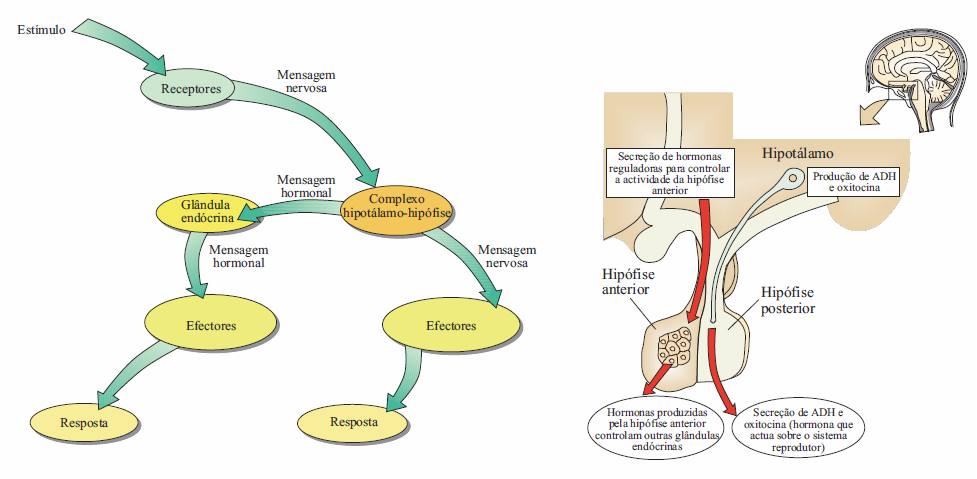 Estímulo
Receptores
Mensagem
nervosa
Mensagem
hormonal
Complexo
hipotálamo-hipófise
Glândula
endócrina
Mensagem
hormonal
Mensagem
nervosa
Efectores
Efectores
Resposta
Resposta
Secreção de hormonas
reguladoras para controlar
a actividade da hipófise
anterior
Hipotálamo
Produção de ADH
e oxitocina
Hipófise
anterior
Hipófise
posterior
Hormonas produzidas
pela hipófise anterior
controlam outras glândulas
endócrinas
Secreção de ADH e
oxitocina (hormona que
actua sobre o sistema
reprodutor)